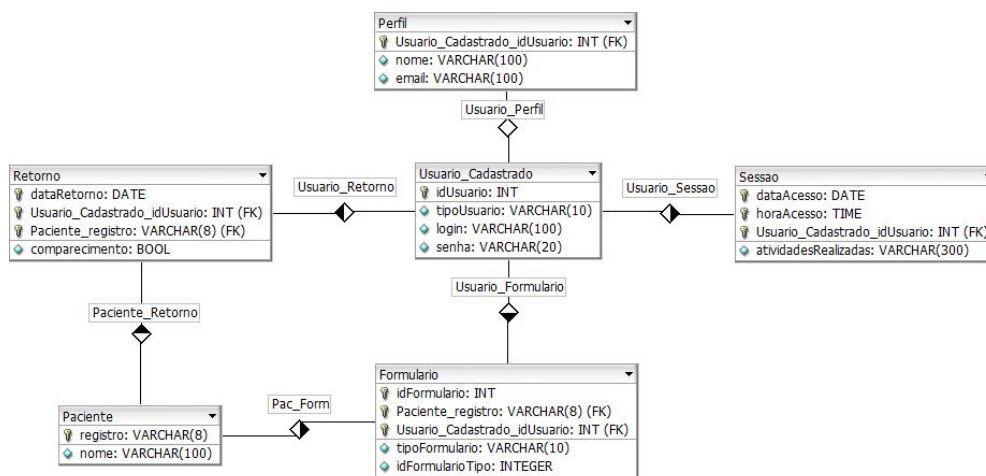 Perfil
Usuario_Cadastrado_idUsuario: INT (FK)
nome: VARCHAR(100)
email: VARCHAR(100)
Usuario_Perfil
Retorno
dataRetorno: DATE
Usuario_Cadastrado_idUsuario: INT (FK)
Paciente_registro: VARCHAR(8) (FK)
comparecimento: BOOL
Usuario_Retorno
Usuario_Cadastrado
idUsuario: INT
tipoUsuario: VARCHAR(10)
login: VARCHAR(100)
senha: VARCHAR(20)
Usuario_Sessao
Sessao
dataAcesso: DATE
horaAcesso: TIME
Usuario_Cadastrado_idUsuario: INT (FK)
atividadesRealizadas: VARCHAR(300)
Usuario_Formulario
Paciente_Retorno
Paciente
registro: VARCHAR(8)
nome: VARCHAR(100)
Pac_Form
Formulario
idFormulario: INT
Paciente_registro: VARCHAR(8) (FK)
Usuario_Cadastrado_idUsuario: INT (FK)
tipoFormulario: VARCHAR(10)
idFormularioTipo: INTEGER